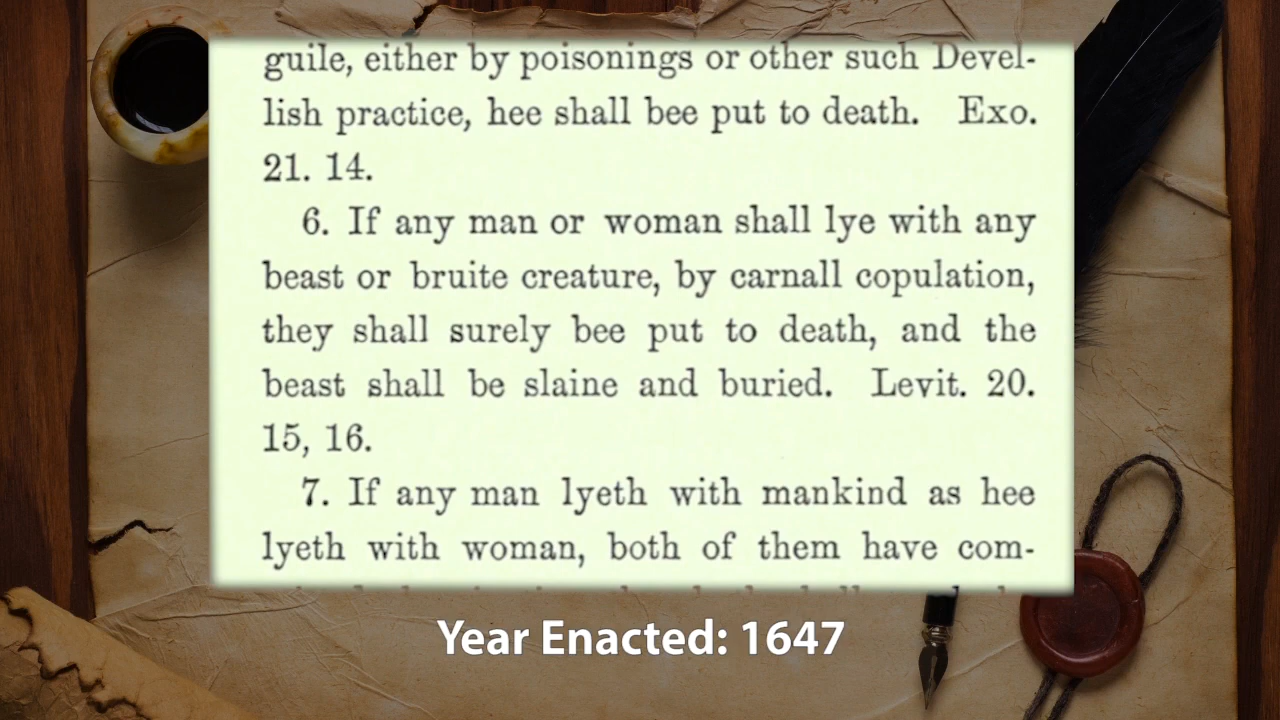 guile, either by poisonings or other such Devel-
lish practice, hee shall bee put to death. Exo.
21. 14.
6. If any man or woman shall lye with any
beast or bruite creature, by carnall copulation,
they shall surely bee put to death, and the
beast shall be slaine and buried. Levit. 20.
15, 16.
7. If any man lyeth with mankind as hee
lyeth with woman, both of them have com-
Year Enacted: 1647